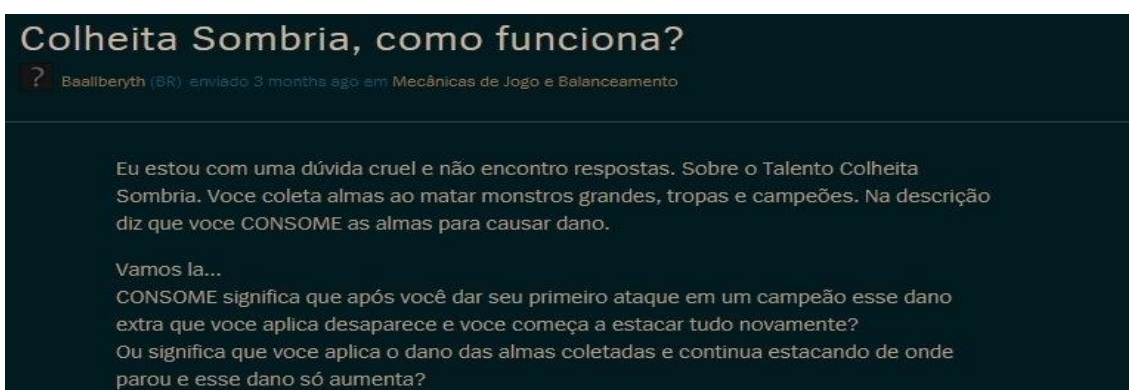 Colheita Sombria, como funciona?
? Baallberyth (BR) enviado 3 months ago em Mecânicas de Jogo e Balanceamento
Eu estou com uma dúvida cruel e não encontro respostas. Sobre o Talento Colheita
Sombria. Voce coleta almas ao matar monstros grandes, tropas e campeões. Na descrição
diz que voce CONSOME as almas para causar dano.
Vamos la...
CONSOME significa que após você dar seu primeiro ataque em um campeão esse dano
extra que voce aplica desaparece e voce começa a estacar tudo novamente?
Ou significa que voce aplica o dano das almas coletadas e continua estacando de onde
parou e esse dano só aumenta?